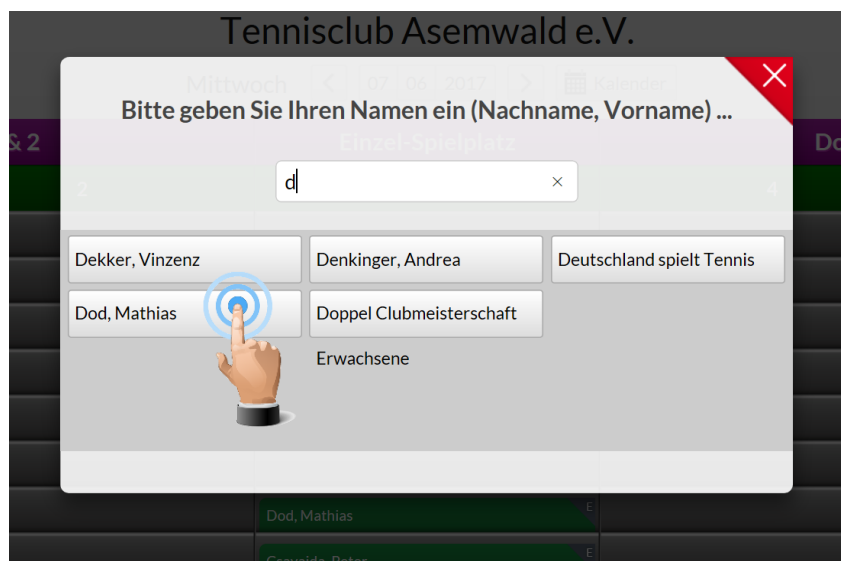 Tennisclub Asemwald e.V.
Mittwoch < 07 06 2017 > Kalender
Bitte geben Sie Ihren Namen ein (Nachname, Vorname) ...
& 2 Einzel-Spielplatz Do
d ×
2 4
Dekker, Vinzenz Denkinger, Andrea Deutschland spielt Tennis
Dod, Mathias Doppel Clubmeisterschaft
Erwachsene
Dod, Mathias E
E